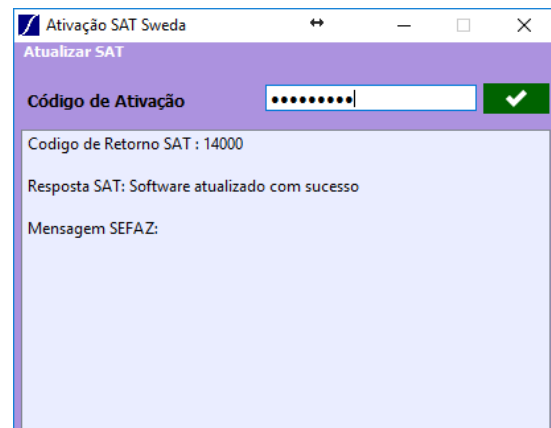 Ativação SAT Sweda
Atualizar SAT
Código de Ativação •••••••••
Codigo de Retorno SAT : 14000
Resposta SAT: Software atualizado com sucesso
Mensagem SEFAZ: